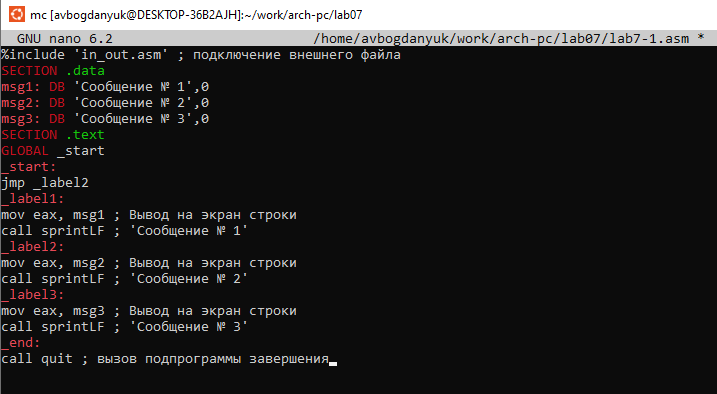 mc [avbogdanyuk@DESKTOP-36B2AJH]:~/work/arch-pc/lab07
GNU nano 6.2 /home/avbogdanyuk/work/arch-pc/lab07/lab7-1.asm *
%include 'in_out.asm' ; подключение внешнего файла
SECTION .data
msg1: DB 'Сообщение № 1',0
msg2: DB 'Сообщение № 2',0
msg3: DB 'Сообщение № 3',0
SECTION .text
GLOBAL _start
_start:
jmp _label2
_label1:
mov eax, msg1 ; Вывод на экран строки
call sprintLF ; 'Сообщение № 1'
_label2:
mov eax, msg2 ; Вывод на экран строки
call sprintLF ; 'Сообщение № 2'
_label3:
mov eax, msg3 ; Вывод на экран строки
call sprintLF ; 'Сообщение № 3'
_end:
call quit ; вызов подпрограммы завершения